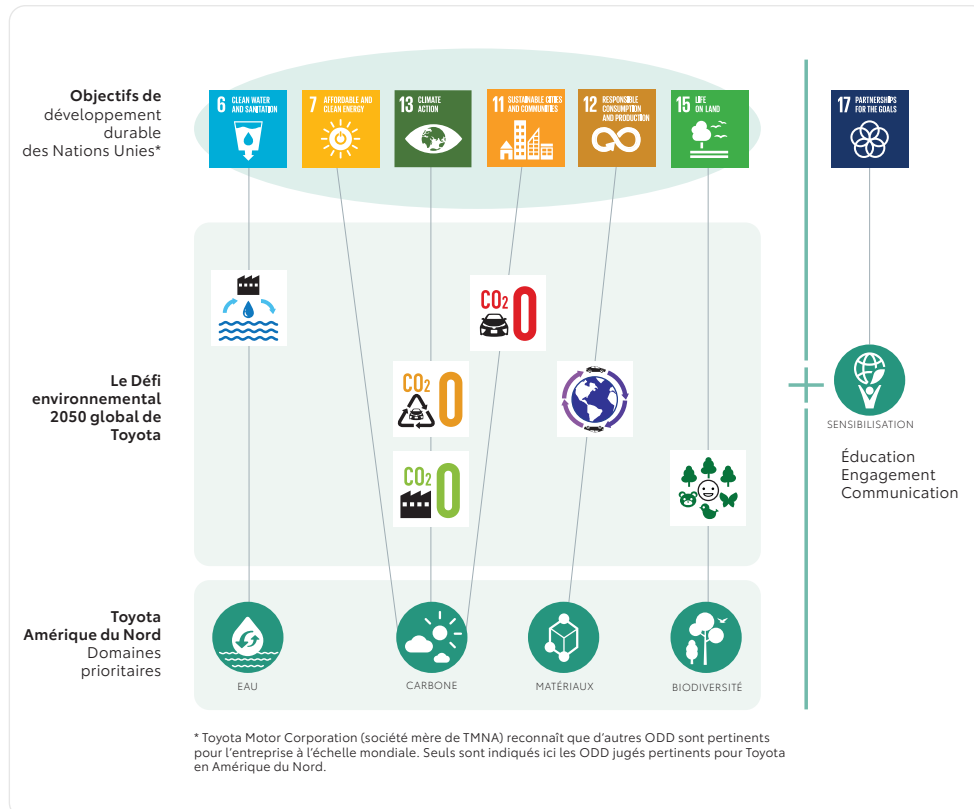 Objectifs de
développement
durable
des Nations Unies*
6 CLEAN WATER
AND SANITATION
7 AFFORDABLE AND
CLEAN ENERGY
13 CLIMATE
ACTION
11 SUSTAINABLE CITIES
AND COMMUNITIES
12 RESPONSIBLE
CONSUMPTION
AND PRODUCTION
15 LIFE
ON LAND
17 PARTNERSHIPS
FOR THE GOALS
Le Défi
environnemental
2050 global de
Toyota
CO2 0
CO2 0
CO2 0
SENSIBILISATION
Éducation
Engagement
Communication
Toyota
Amérique du Nord
Domaines
prioritaires
EAU
CARBONE
MATÉRIAUX
BIODIVERSITÉ
* Toyota Motor Corporation (société mère de TMNA) reconnaît que d'autres ODD sont pertinents
pour l'entreprise à l'échelle mondiale. Seuls sont indiqués ici les ODD jugés pertinents pour Toyota
en Amérique du Nord.